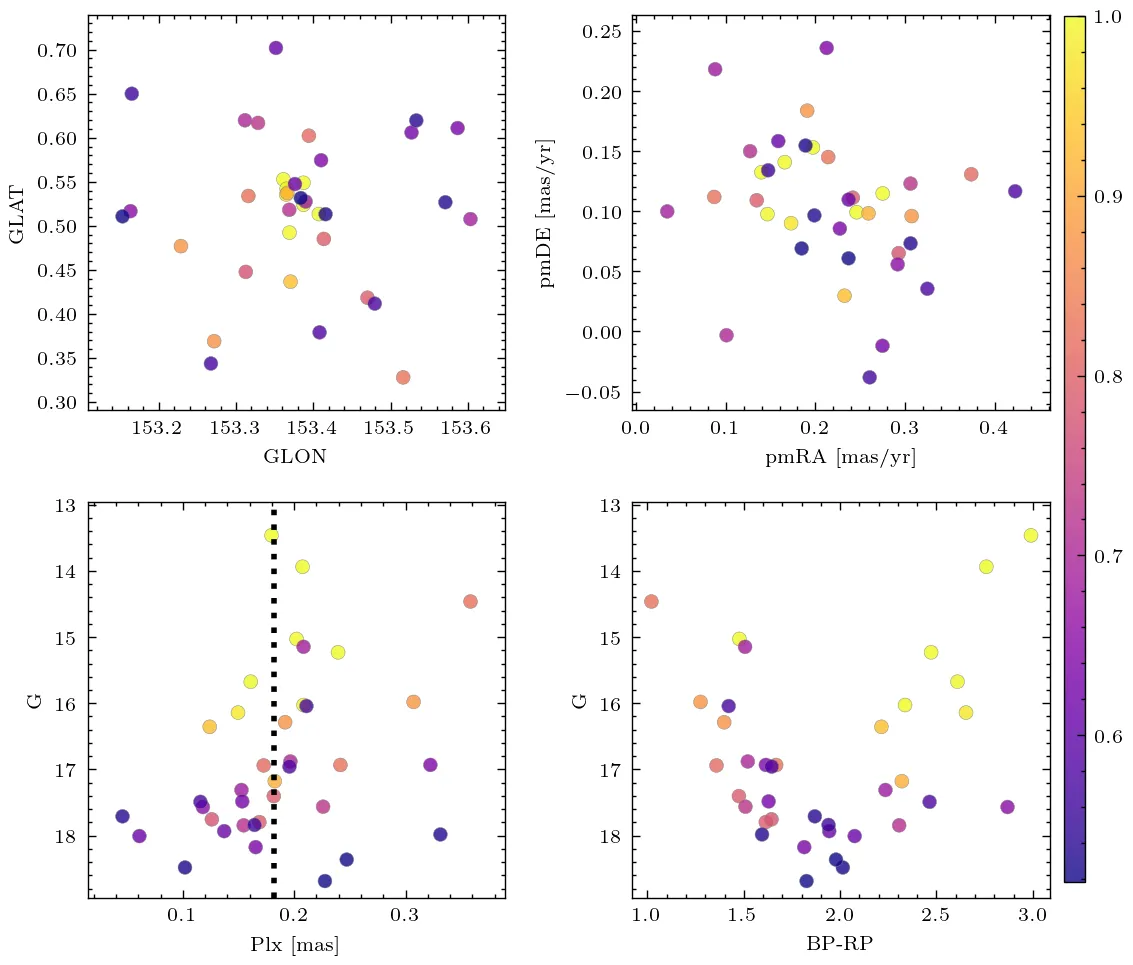 0.70
0.65
0.60
0.55
0.50
0.45
0.40
0.35
0.30
GLAT
153.2 153.3 153.4 153.5 153.6
GLON
0.25
0.20
0.15
0.10
0.05
0.00
−0.05
pmDE [mas/yr]
0.0 0.1 0.2 0.3 0.4
pmRA [mas/yr]
1.0
0.9
0.8
0.7
0.6
13
14
15
16
17
18
G
0.1 0.2 0.3
Plx [mas]
13
14
15
16
17
18
G
1.0 1.5 2.0 2.5 3.0
BP-RP